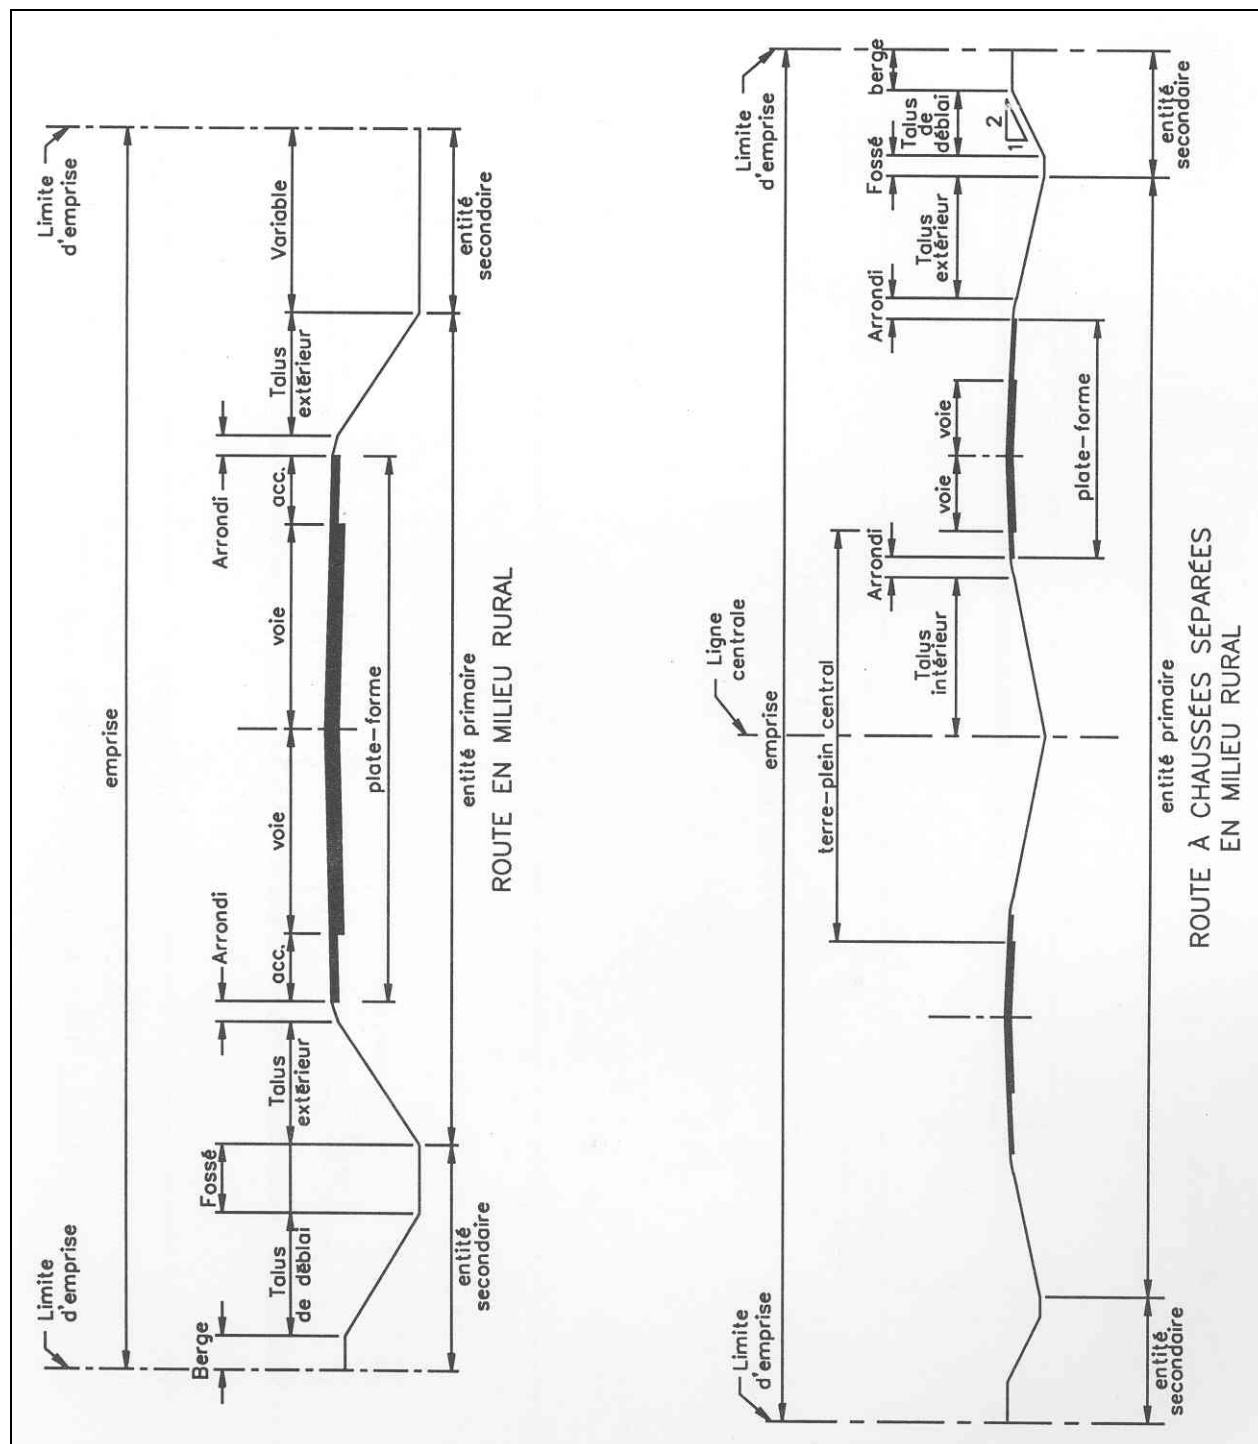 Limite
d'emprise
Limite
d'emprise
emprise
Berge
Fossé
Arrondi
Arrondi
Talus
de déblai
Talus
extérieur
acc.
voie
voie
acc.
Talus
extérieur
Variable
plate-forme
entité
secondaire
entité primaire
entité
secondaire
ROUTE EN MILIEU RURAL
Limite
d'emprise
Ligne
centrale
Limite
d'emprise
emprise
terre-plein central
Arrondi
Arrondi
Fossé
berge
Talus
intérieur
voie
voie
Talus
extérieur
Talus
de
déblai
1
2
plate-forme
entité
secondaire
entité primaire
entité
secondaire
ROUTE À CHAUSSÉES SÉPARÉES
EN MILIEU RURAL